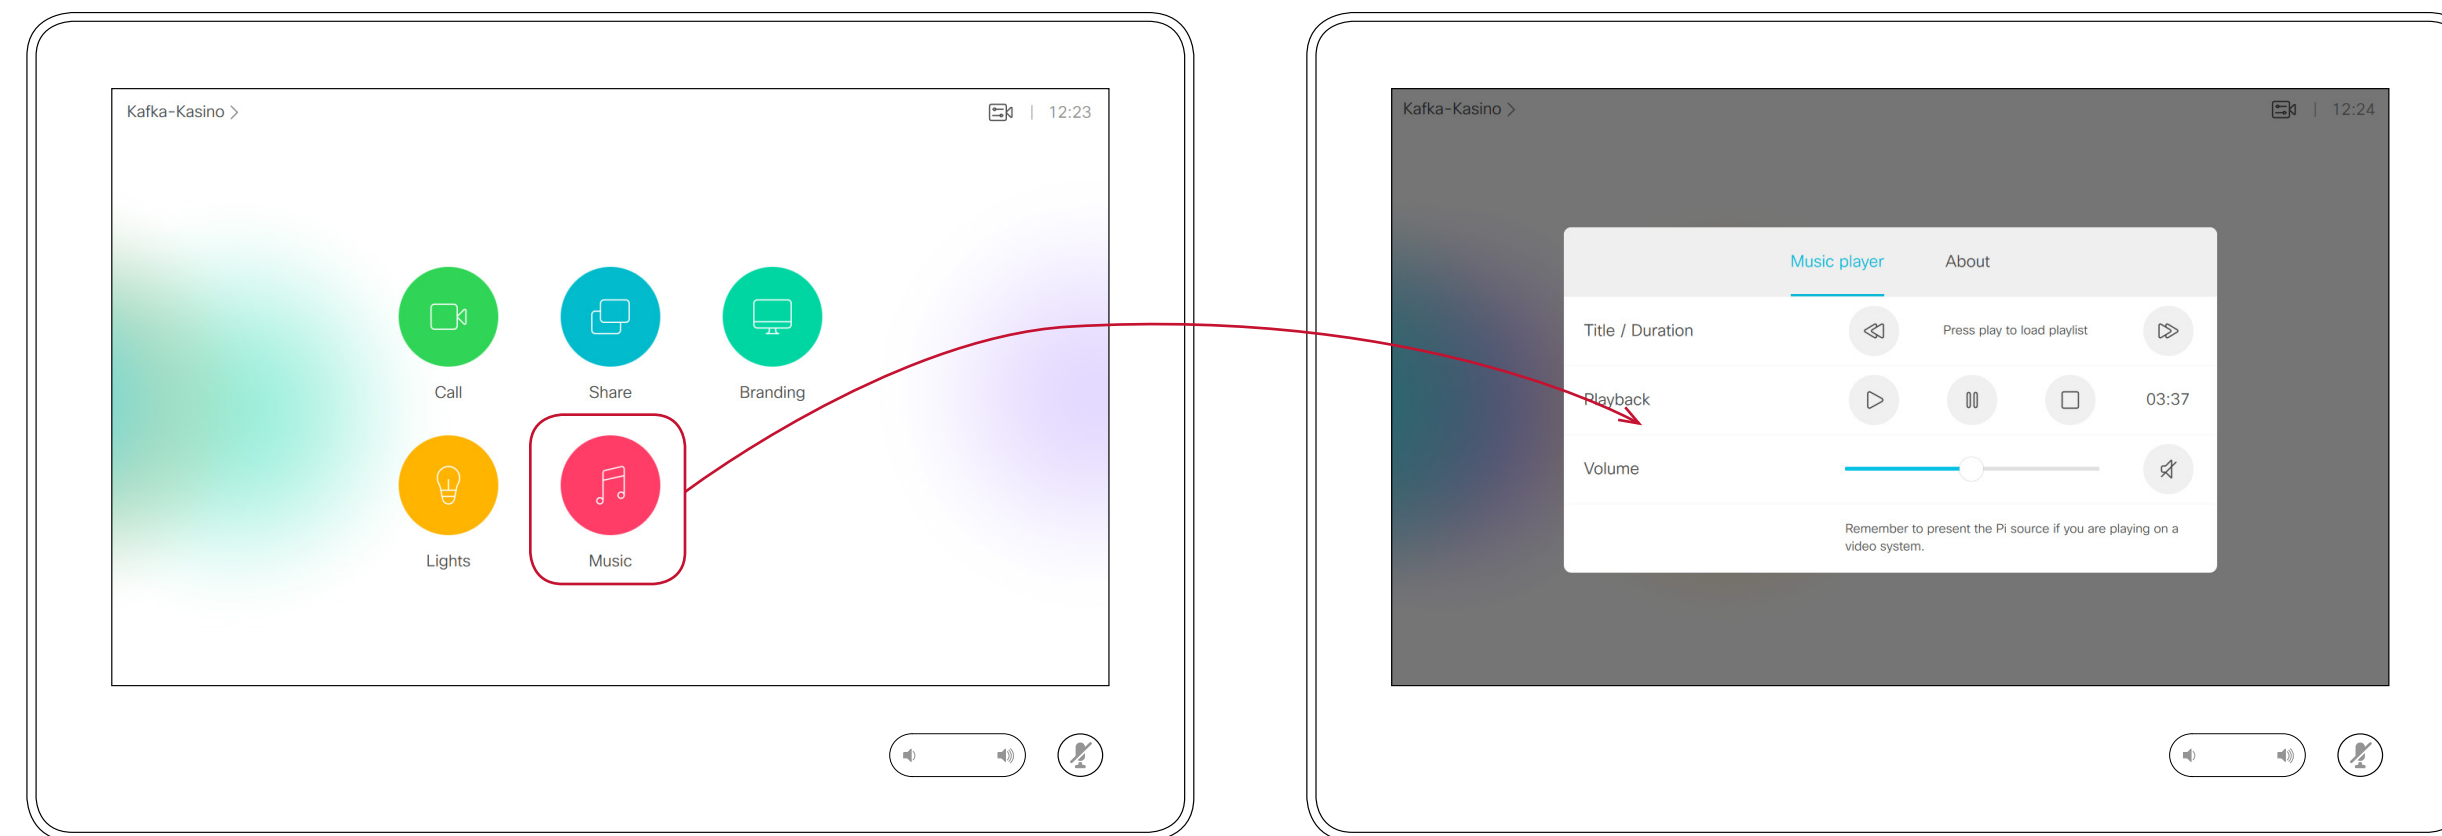 Kafka-Kasino >
12:23
Call
Share
Branding
Lights
Music
Kafka-Kasino >
12:24
Music player
About
Title / Duration
Press play to load playlist
Playback
03:37
Volume
Remember to present the Pi source if you are playing on a
video system.